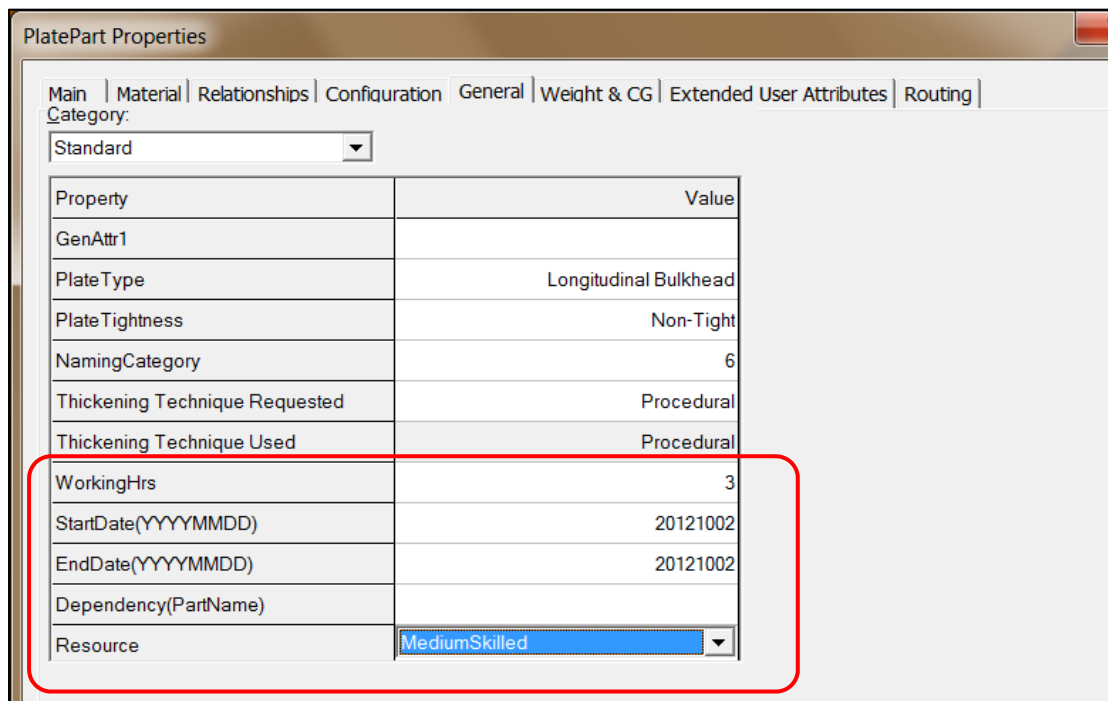 PlatePart Properties
Main Material Relationships Configuration General Weight & CG Extended User Attributes Routing
Category:
Standard
Property Value
GenAttr1
PlateType Longitudinal Bulkhead
PlateTightness Non-Tight
NamingCategory 6
Thickening Technique Requested Procedural
Thickening Technique Used Procedural
WorkingHrs 3
StartDate(YYYYMMDD) 20121002
EndDate(YYYYMMDD) 20121002
Dependency(PartName)
Resource MediumSkilled